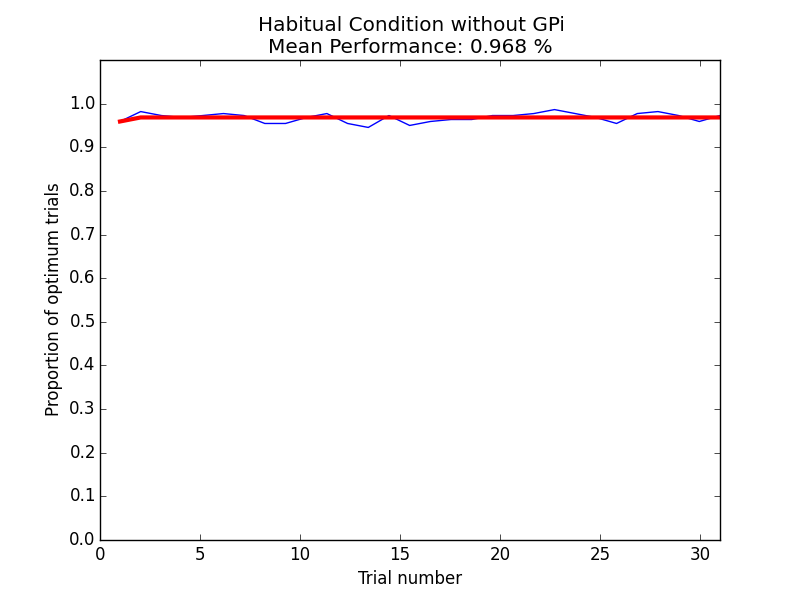 Habitual Condition without GPi
Mean Performance: 0.968 %
1.0
0.9
0.8
0.7
0.6
0.5
0.4
0.3
0.2
0.1
0.0
Proportion of optimum trials
0 5 10 15 20 25 30
Trial number